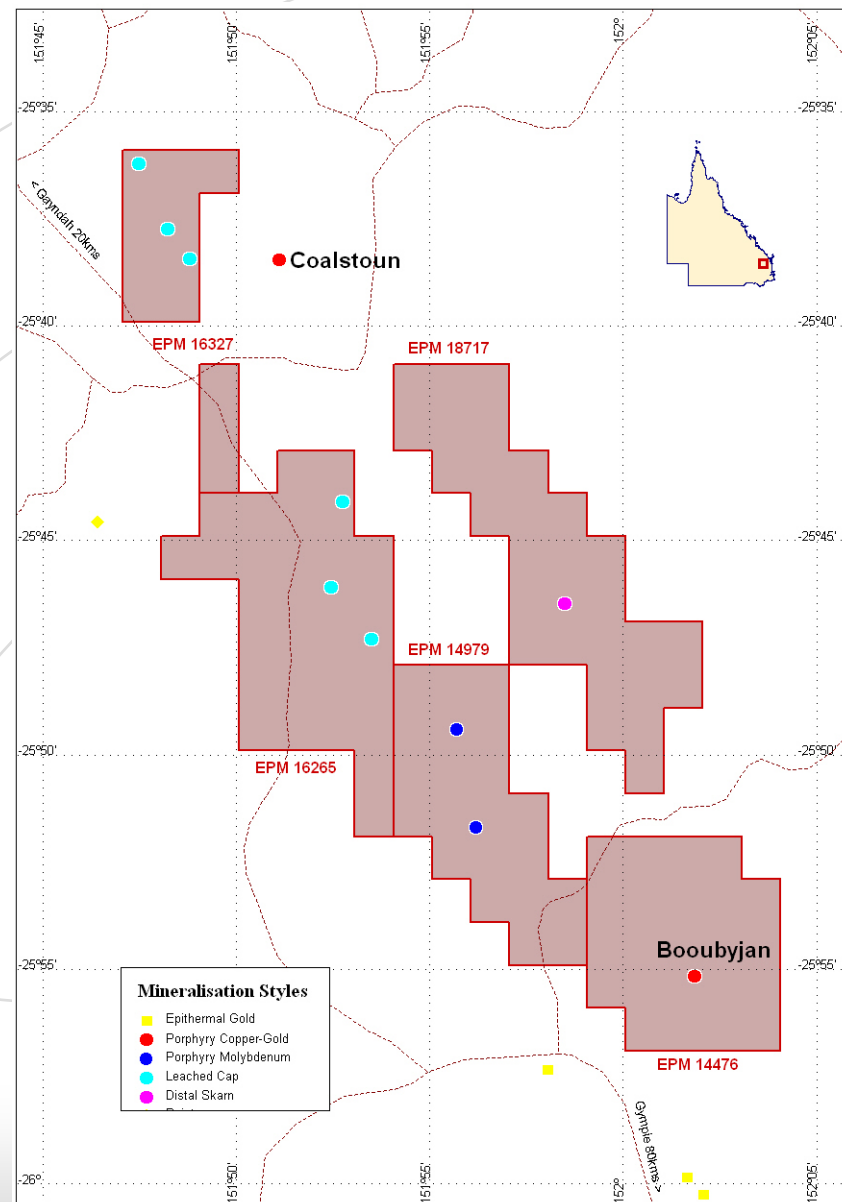 151°45'
151°50'
151°55'
152°
152°05'
-25°35'
-25°35'
< Gayndah 20kms
Coalstoun
-25°40'
-25°40'
EPM 16327
EPM 18717
-25°45'
-25°45'
EPM 14979
-25°50'
-25°50'
EPM 16265
Booubyjan
-25°55'
-25°55'
Mineralisation Styles
Epithermal Gold
Porphyry Copper-Gold
Porphyry Molybdenum
Leached Cap
Distal Skarn
EPM 14476
Gympie 80kms <
-26°
-26°
151°45'
151°50'
151°55'
152°
152°05'